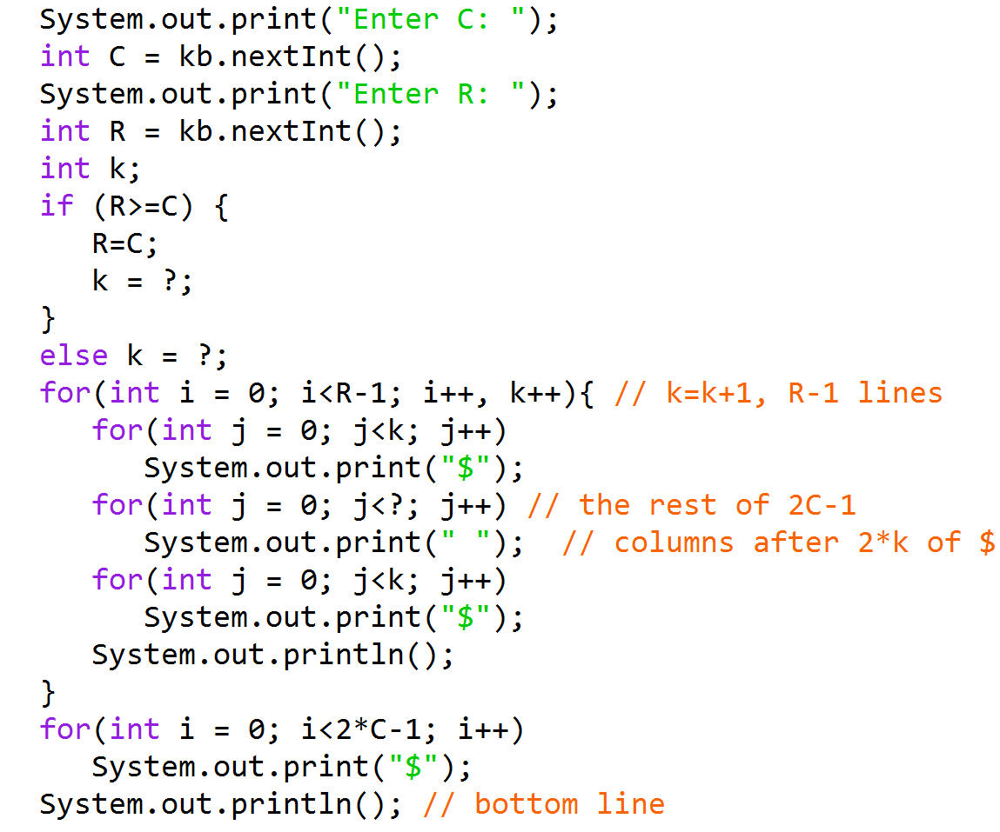 System.out.print("Enter C: ");
int C = kb.nextInt();
System.out.print("Enter R: ");
int R = kb.nextInt();
int k;
if (R>=C) {
   R=C;
   k = ?;
}
else k = ?;
for(int i = 0; i<R-1; i++, k++){ // k=k+1, R-1 lines
   for(int j = 0; j<k; j++)
      System.out.print("$");
   for(int j = 0; j<?; j++) // the rest of 2C-1
      System.out.print(" ");  // columns after 2*k of $
   for(int j = 0; j<k; j++)
      System.out.print("$");
   System.out.println();
}
for(int i = 0; i<2*C-1; i++)
   System.out.print("$");
System.out.println(); // bottom line